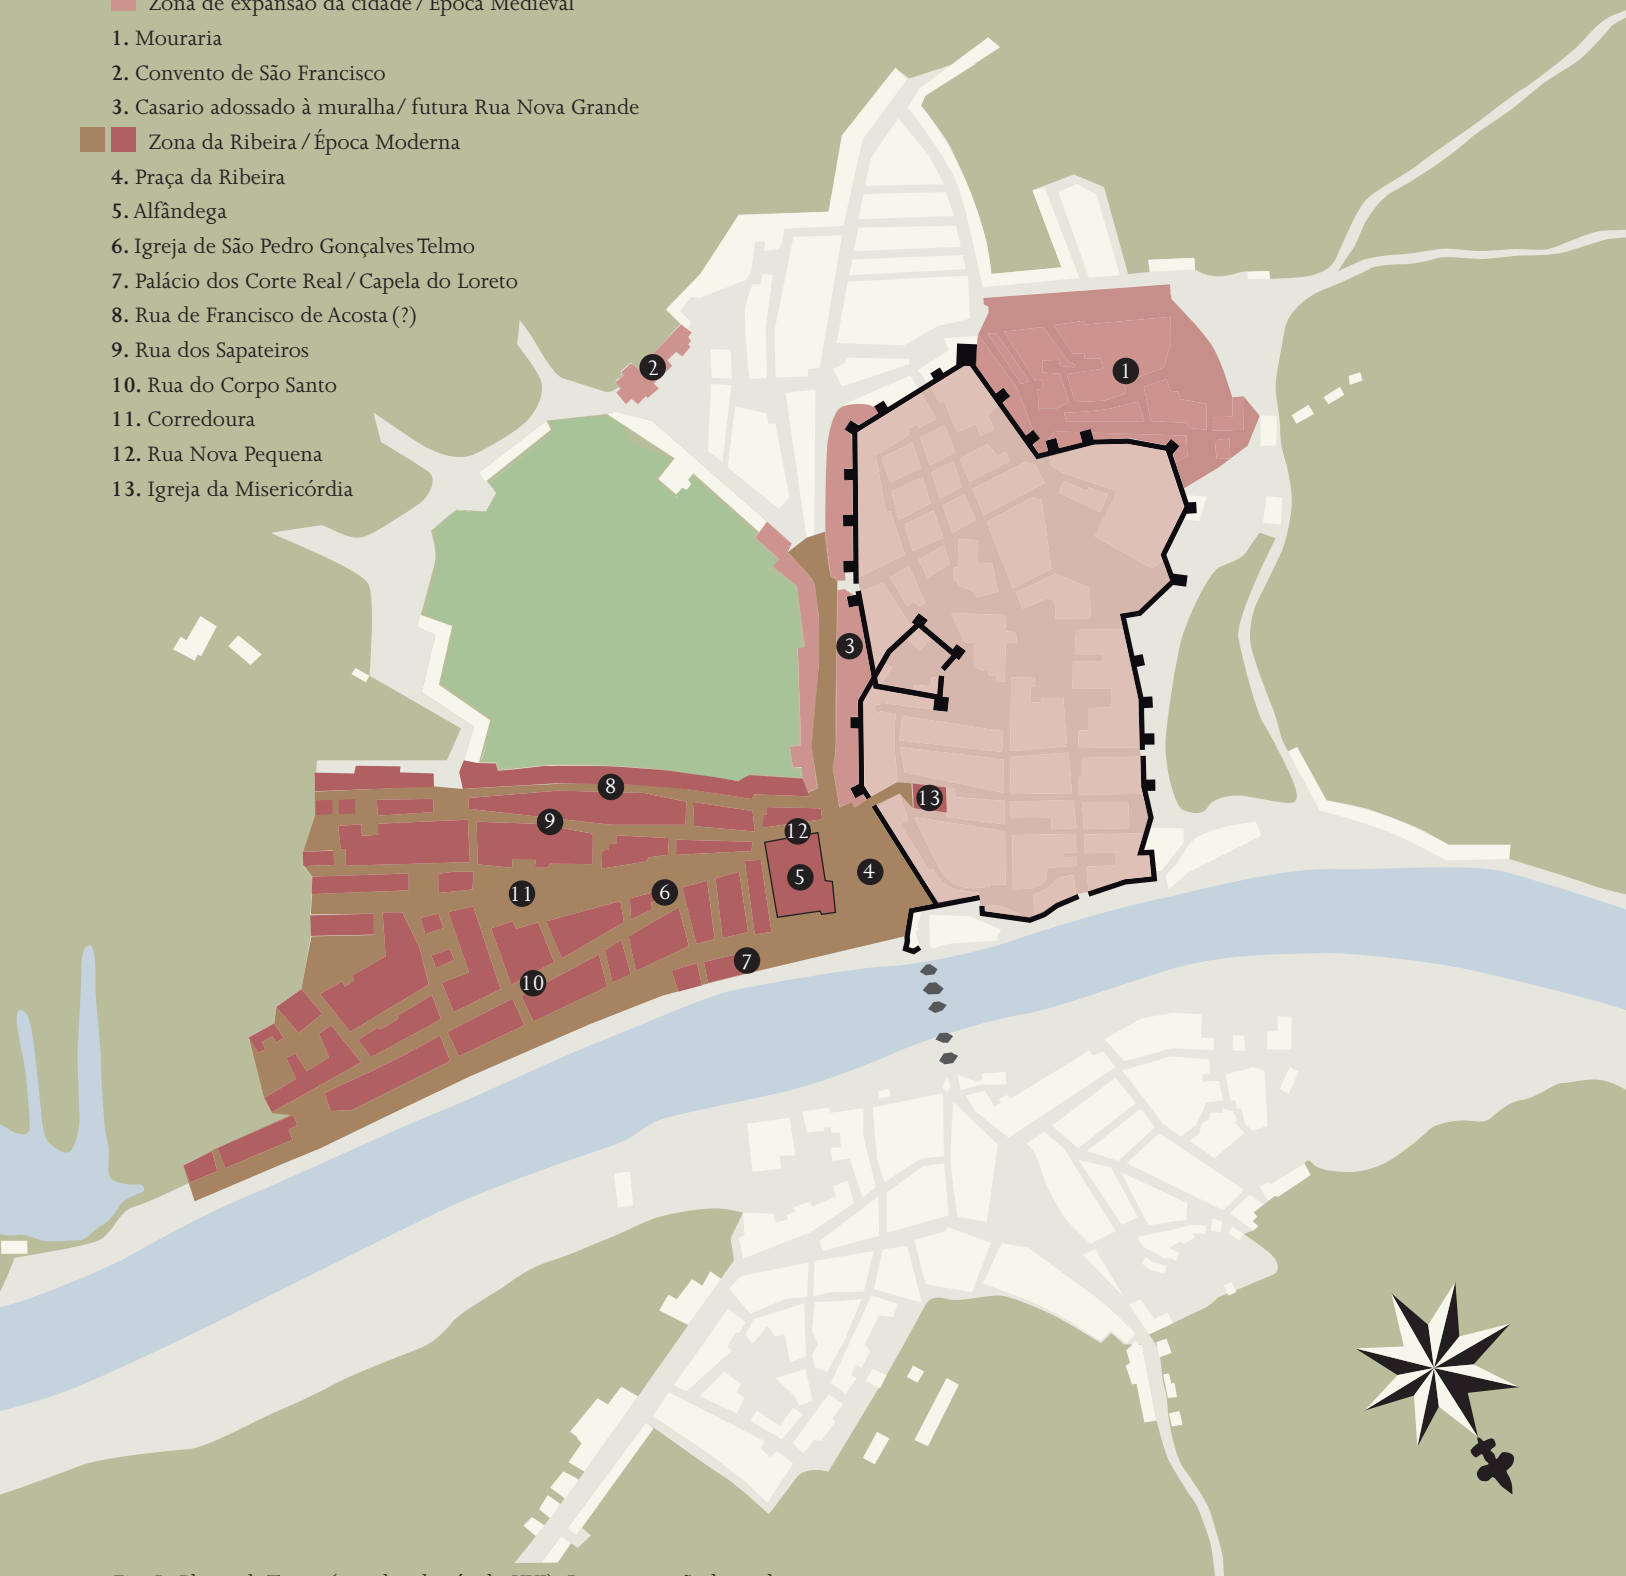 Zona de expansão da cidade / Época Medieval
1. Mouraria
2. Convento de São Francisco
3. Casario adossado à muralha / futura Rua Nova Grande
Zona da Ribeira / Época Moderna
4. Praça da Ribeira
5. Alfândega
6. Igreja de São Pedro Gonçalves Telmo
7. Palácio dos Corte Real / Capela do Loreto
8. Rua de Francisco de Acosta (?)
9. Rua dos Sapateiros
10. Rua do Corpo Santo
11. Corredoura
12. Rua Nova Pequena
13. Igreja da Misericórdia
1
2
3
13
8
9
12
5
4
11
6
7
10